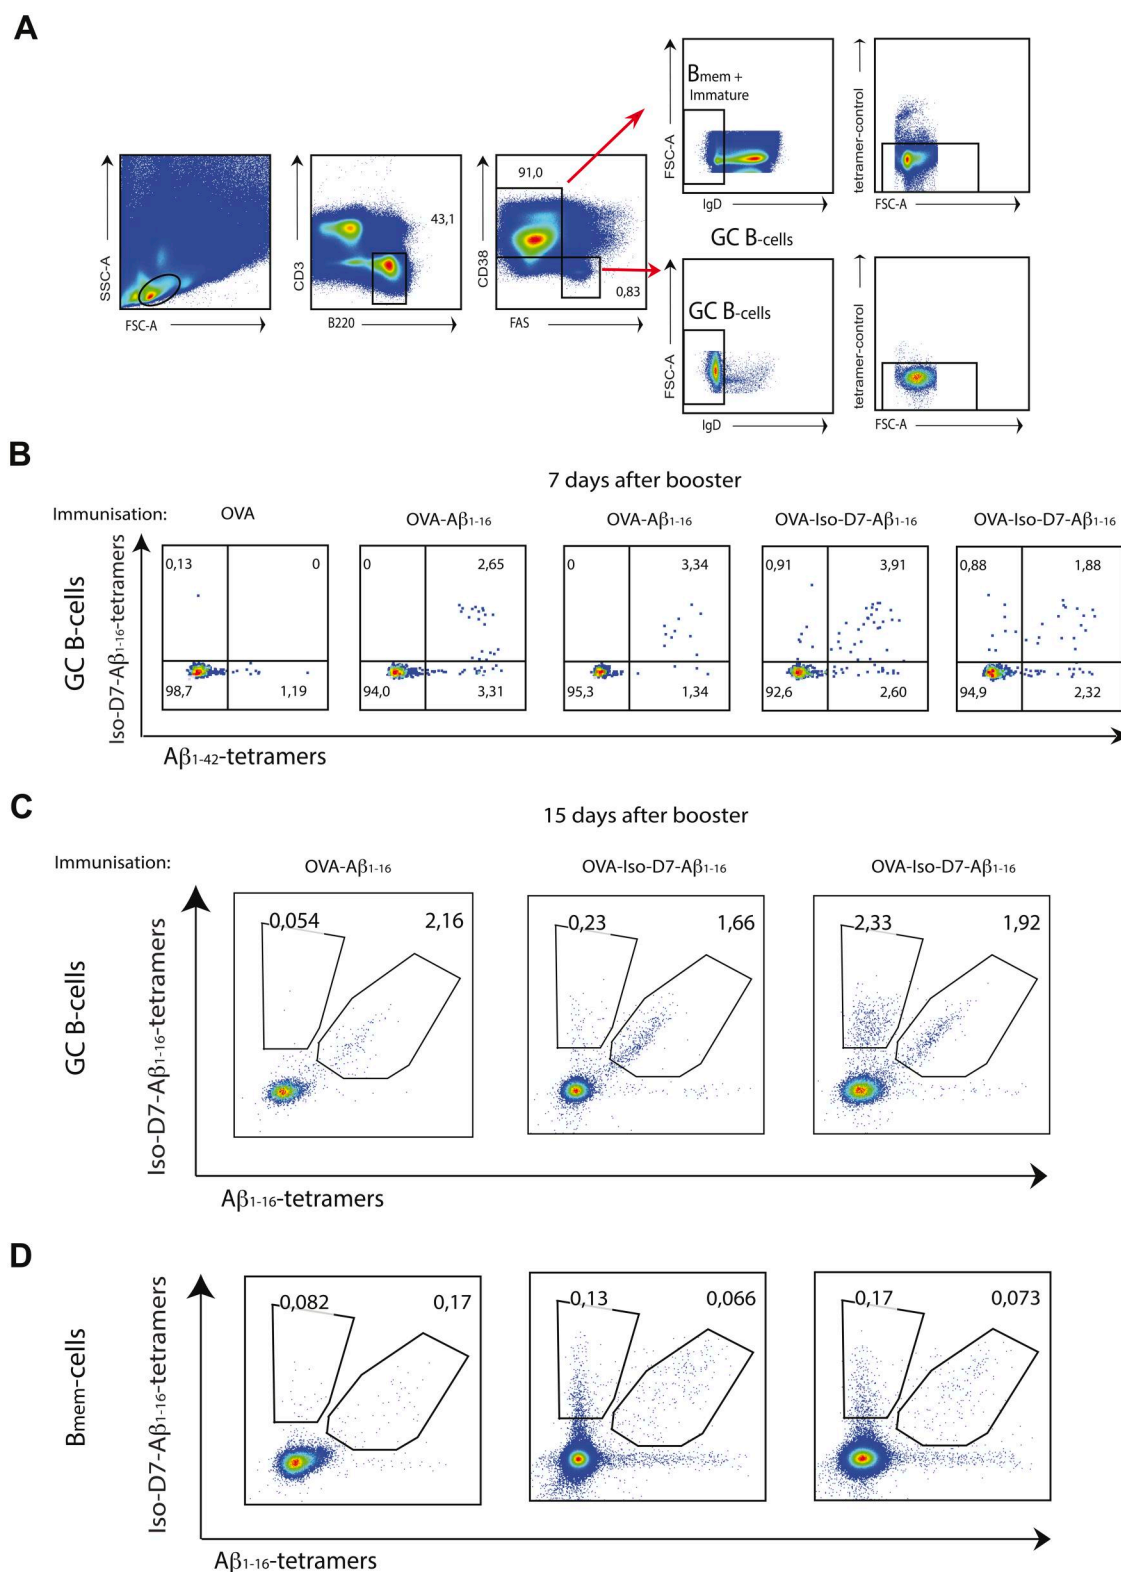 A
SSC-A
FSC-A
CD3
B220
43,1
CD38
FAS
91,0
0,83
Bmem +
Immature
FSC-A
IgD
tetramer-control
FSC-A
GC B-cells
GC B-cells
FSC-A
IgD
tetramer-control
FSC-A
B
7 days after booster
Immunisation:
OVA
OVA-Aβ1-16
OVA-Aβ1-16
OVA-Iso-D7-Aβ1-16
OVA-Iso-D7-Aβ1-16
GC B-cells
Iso-D7-Aβ1-16-tetramers
0,13 0
98,7 1,19
0 2,65
94,0 3,31
0 3,34
95,3 1,34
0,91 3,91
92,6 2,60
0,88 1,88
94,9 2,32
Aβ1-42-tetramers
C
15 days after booster
Immunisation:
OVA-Aβ1-16
OVA-Iso-D7-Aβ1-16
OVA-Iso-D7-Aβ1-16
GC B-cells
Iso-D7-Aβ1-16-tetramers
0,054 2,16
0,23 1,66
2,33 1,92
Aβ1-16-tetramers
D
Bmem-cells
Iso-D7-Aβ1-16-tetramers
0,082 0,17
0,13 0,066
0,17 0,073
Aβ1-16-tetramers